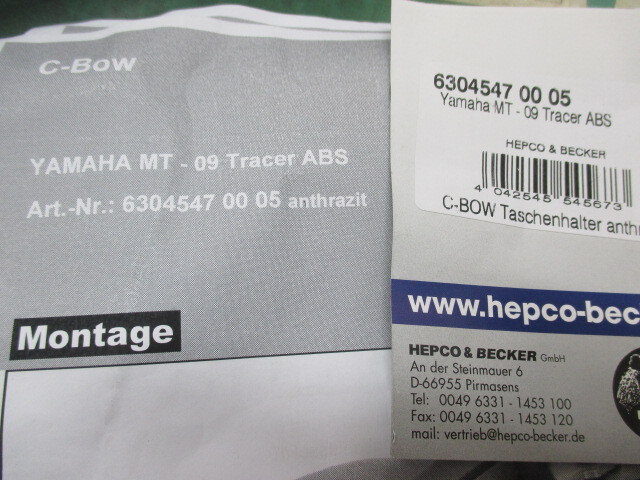 C-BOW
YAMAHA MT - 09 Tracer ABS
Art.-Nr.: 6304547 00 05 anthrazit
Montage
6304547 00 05
Yamaha MT - 09 Tracer ABS
HEPCO & BECKER
4 042545 545673
C-BOW Taschenhalter anthr
www.hepco-bec
HEPCO & BECKER GmbH
An der Steinmauer 6
D-66955 Pirmasens
Tel: 0049 6331 - 1453 100
Fax: 0049 6331 - 1453 120
mail: vertrieb@hepco-becker.de